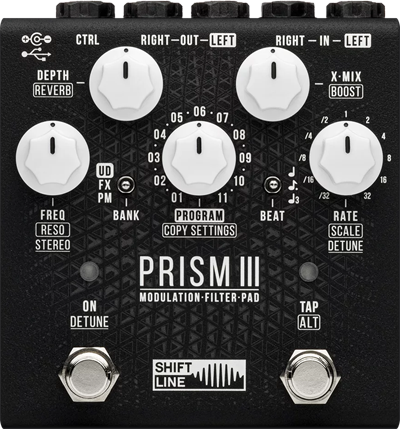 CTRL RIGHT-OUT-LEFT RIGHT-IN-LEFT
DEPTH
REVERB
X-MIX
BOOST
05 06 07
04 08
03 09
02 10
01 11
UD
FX
PM
BANK
PROGRAM
COPY SETTINGS
BEAT
3
1
/2 2
/4 4
/8 8
/16 16
/32 32
FREQ
RESO
STEREO
RATE
SCALE
DETUNE
PRISM III
MODULATION·FILTER·PAD
ON
DETUNE
TAP
ALT
SHIFT
LINE